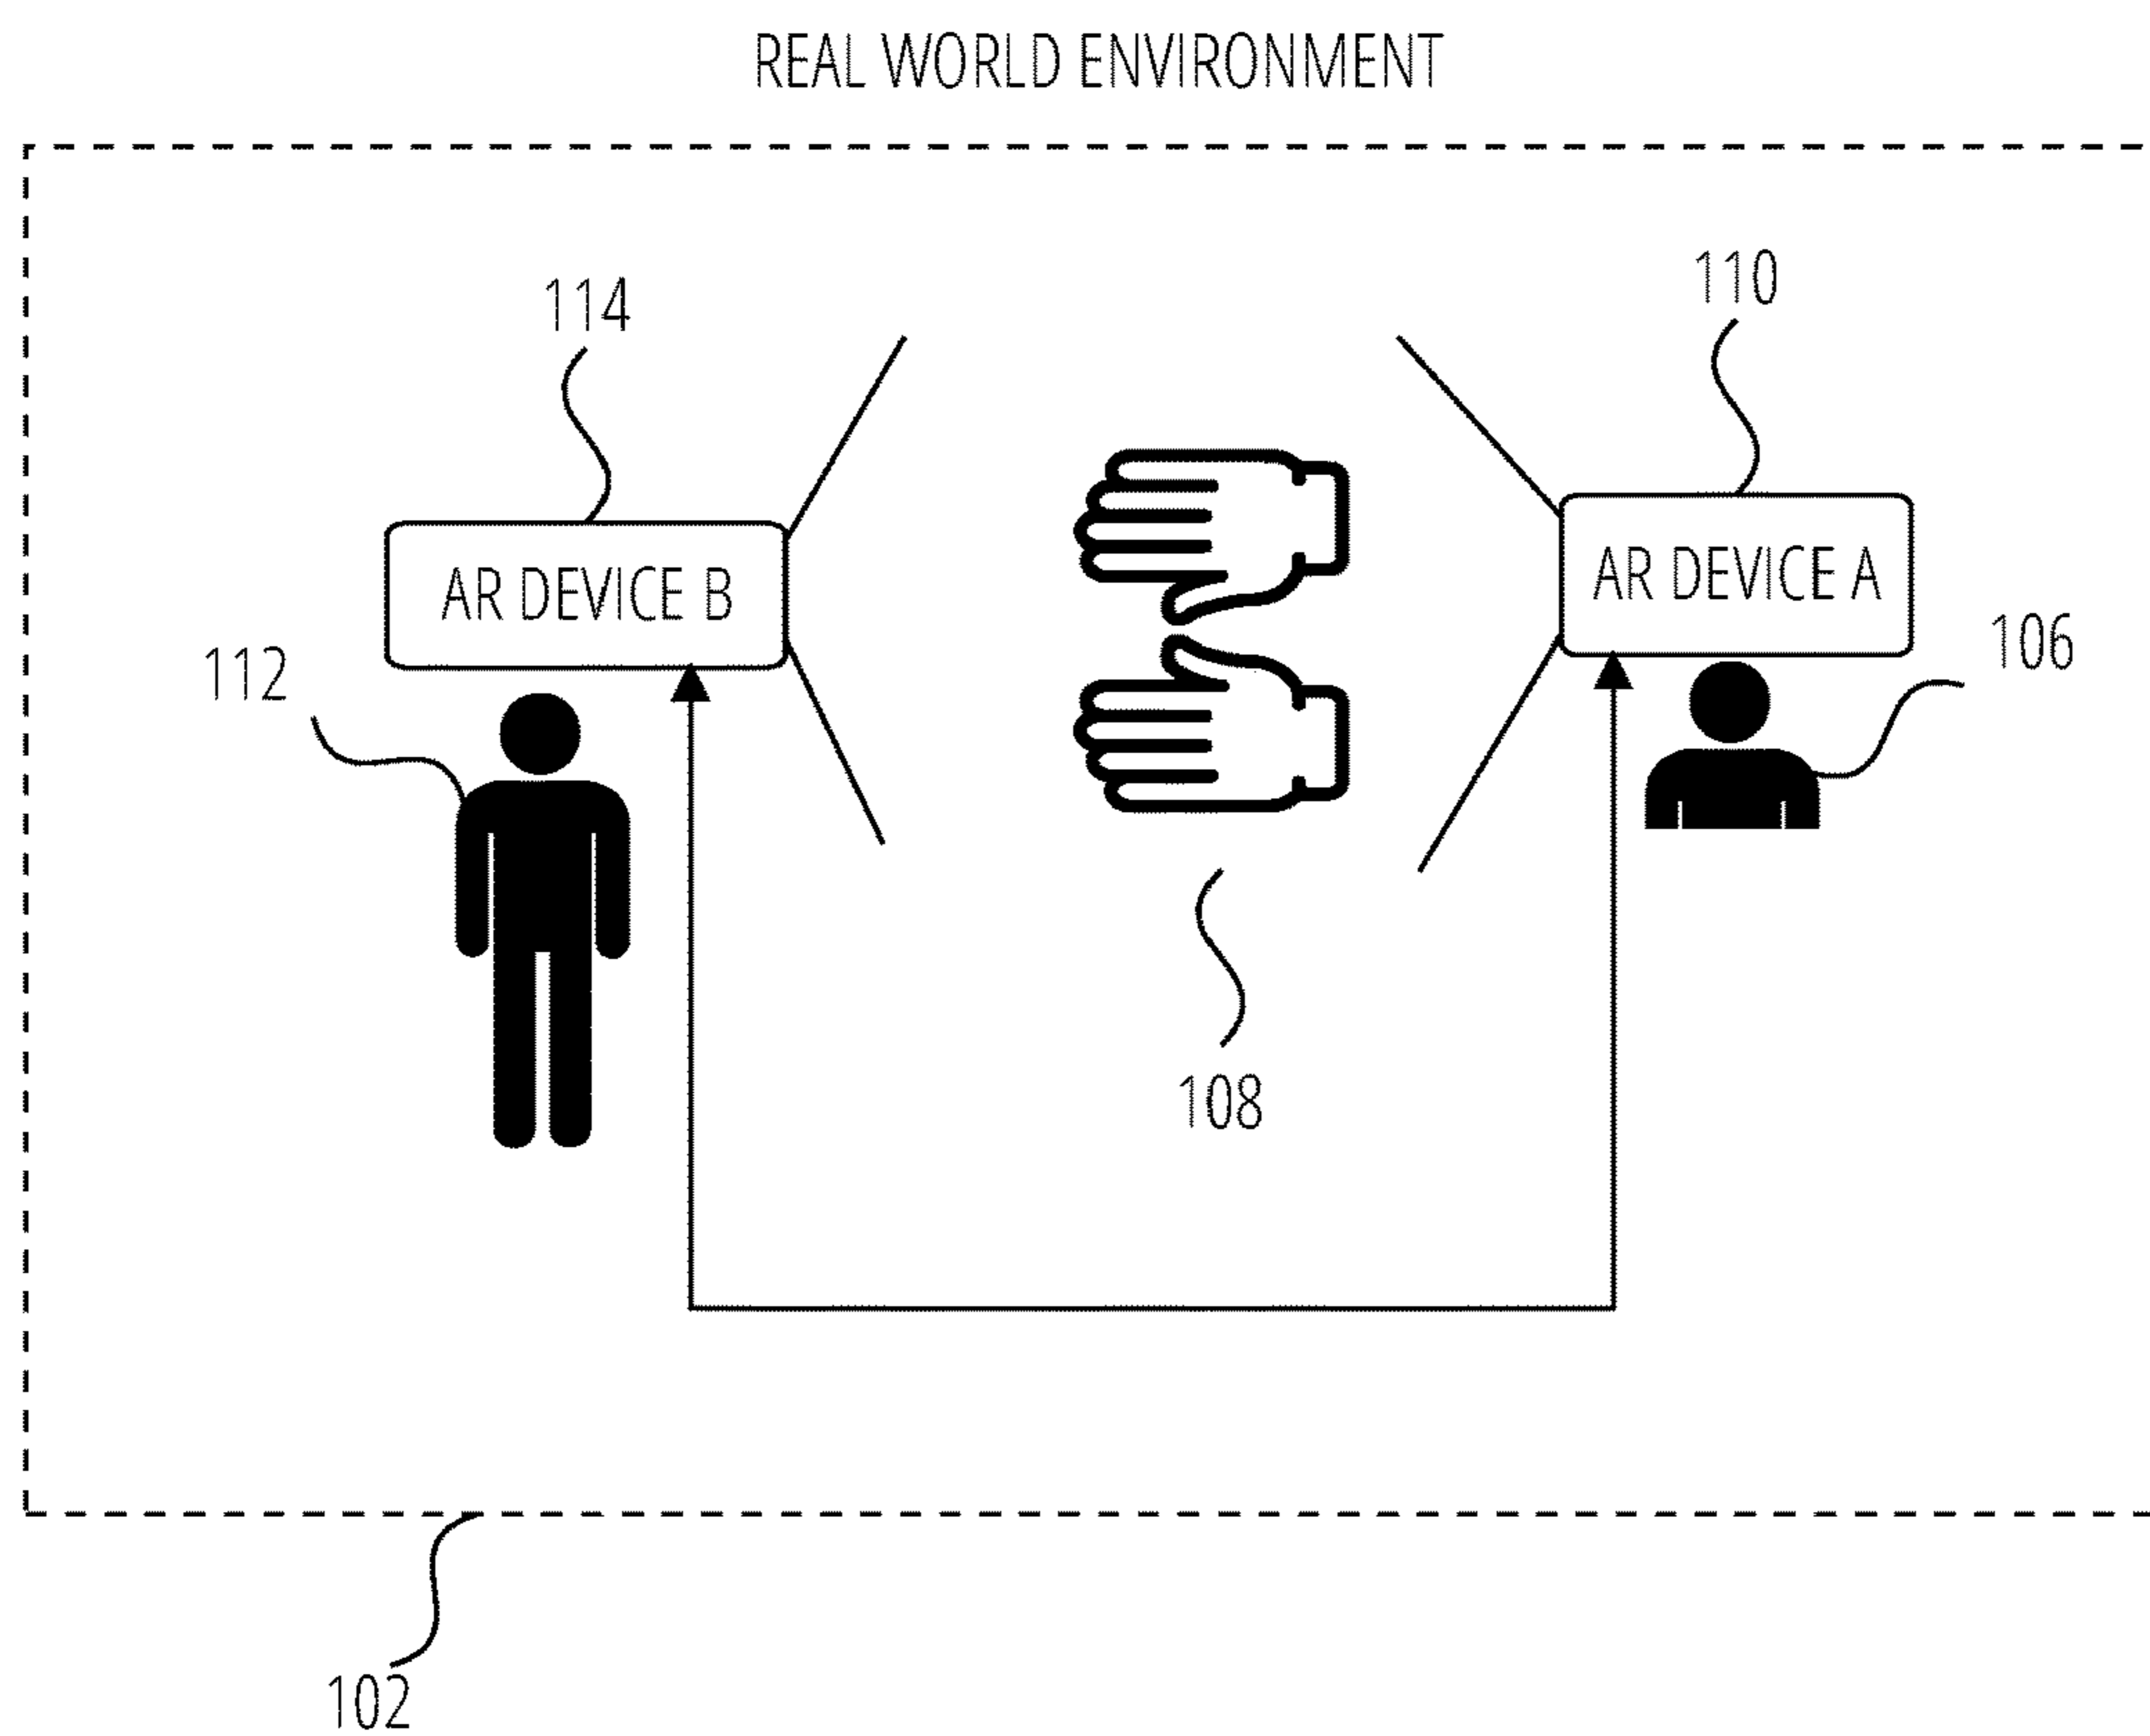 REAL WORLD ENVIRONMENT
110
114
AR DEVICE A
AR DEVICE B
106
112
108
102